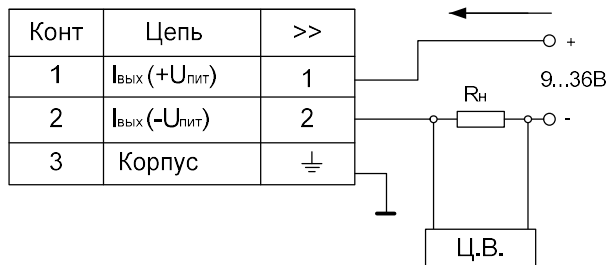 Конт Цепь >>
1 Iвых(+Uпит) 1
2 Iвых(-Uпит) 2
3 Корпус
+
9...36В
Rн
-
Ц.В.